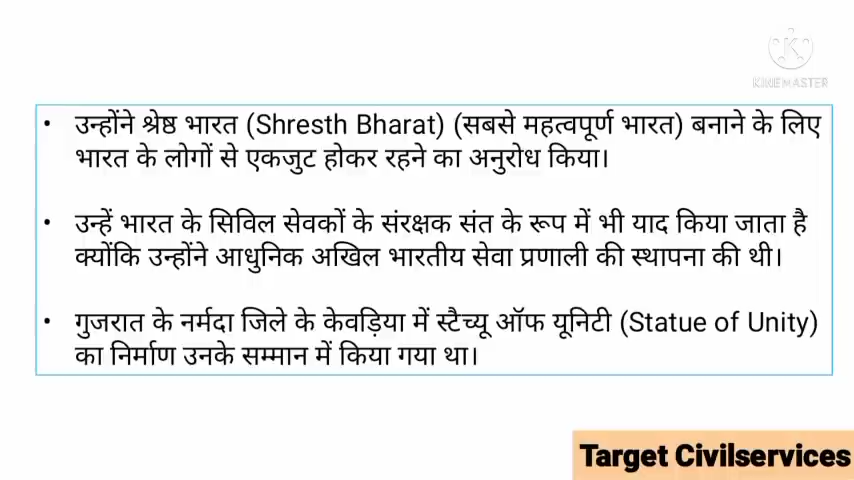 KINEMASTER
• उन्होंने श्रेष्ठ भारत (Shresth Bharat) (सबसे महत्वपूर्ण भारत) बनाने के लिए
भारत के लोगों से एकजुट होकर रहने का अनुरोध किया।
• उन्हें भारत के सिविल सेवकों के संरक्षक संत के रूप में भी याद किया जाता है
क्योंकि उन्होंने आधुनिक अखिल भारतीय सेवा प्रणाली की स्थापना की थी।
• गुजरात के नर्मदा जिले के केवड़िया में स्टैच्यू ऑफ यूनिटी (Statue of Unity)
का निर्माण उनके सम्मान में किया गया था।
Target Civilservices